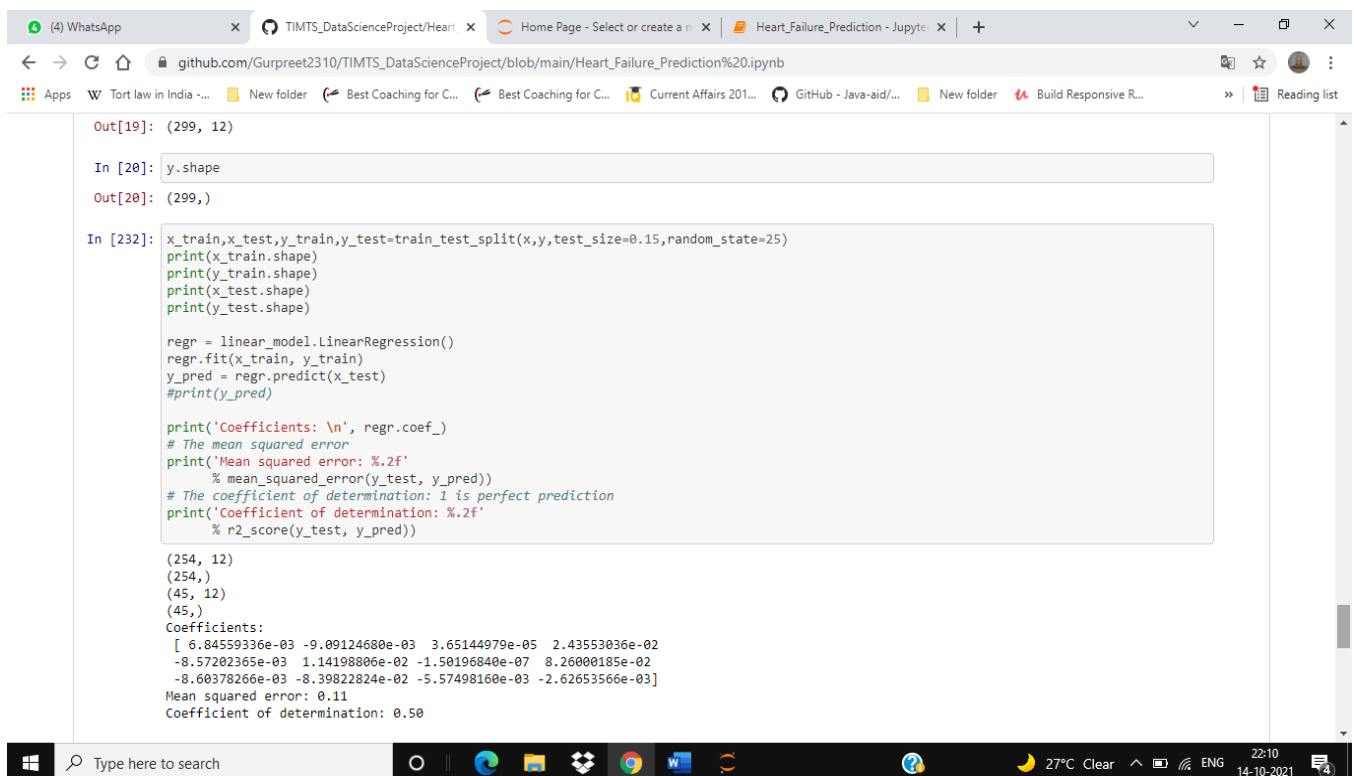 (4) WhatsApp
TIMTS_DataScienceProject/Heart_
Home Page - Select or create a n
Heart_Failure_Prediction - Jupyte
github.com/Gurpreet2310/TIMTS_DataScienceProject/blob/main/Heart_Failure_Prediction%20.ipynb
Apps W Tort law in India -... New folder Best Coaching for C... Best Coaching for C... Current Affairs 201... GitHub - Java-aid/... New folder Build Responsive R... » Reading list
Out[19]: (299, 12)
In [20]: y.shape
Out[20]: (299,)
In [232]: x_train,x_test,y_train,y_test=train_test_split(x,y,test_size=0.15,random_state=25)
print(x_train.shape)
print(y_train.shape)
print(x_test.shape)
print(y_test.shape)
regr = linear_model.LinearRegression()
regr.fit(x_train, y_train)
y_pred = regr.predict(x_test)
#print(y_pred)
print('Coefficients: \n', regr.coef_)
# The mean squared error
print('Mean squared error: %.2f'
% mean_squared_error(y_test, y_pred))
# The coefficient of determination: 1 is perfect prediction
print('Coefficient of determination: %.2f'
% r2_score(y_test, y_pred))
(254, 12)
(254,)
(45, 12)
(45,)
Coefficients:
[ 6.84559336e-03 -9.09124680e-03 3.65144979e-05 2.43553036e-02
-8.57202365e-03 1.14198806e-02 -1.50196840e-07 8.26000185e-02
-8.60378266e-03 -8.39822824e-02 -5.57498160e-03 -2.62653566e-03]
Mean squared error: 0.11
Coefficient of determination: 0.50
Type here to search
27°C Clear
ENG
22:10
14-10-2021
4